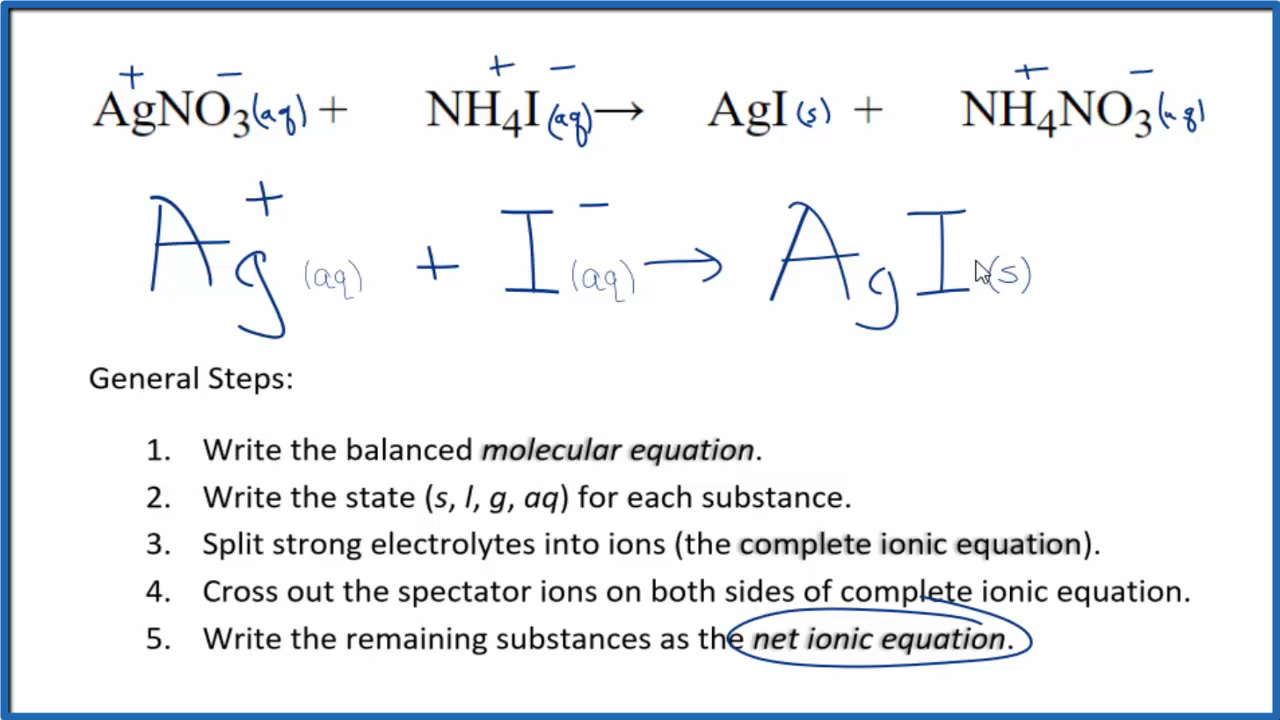 AgNO₃(aq) + NH₄I(aq) → AgI(s) + NH₄NO₃(aq)
Ag⁺(aq) + I⁻(aq) → AgI(s)
General Steps:
1. Write the balanced molecular equation.
2. Write the state (s, l, g, aq) for each substance.
3. Split strong electrolytes into ions (the complete ionic equation).
4. Cross out the spectator ions on both sides of complete ionic equation.
5. Write the remaining substances as the net ionic equation.